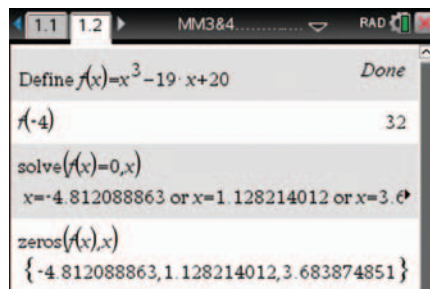 1.1 1.2 MM3&4............. RAD
Define f(x)=x³−19·x+20 Done
f(-4) 32
solve(f(x)=0,x)
x=-4.812088863 or x=1.128214012 or x=3.6
zeros(f(x),x)
{-4.812088863,1.128214012,3.683874851}